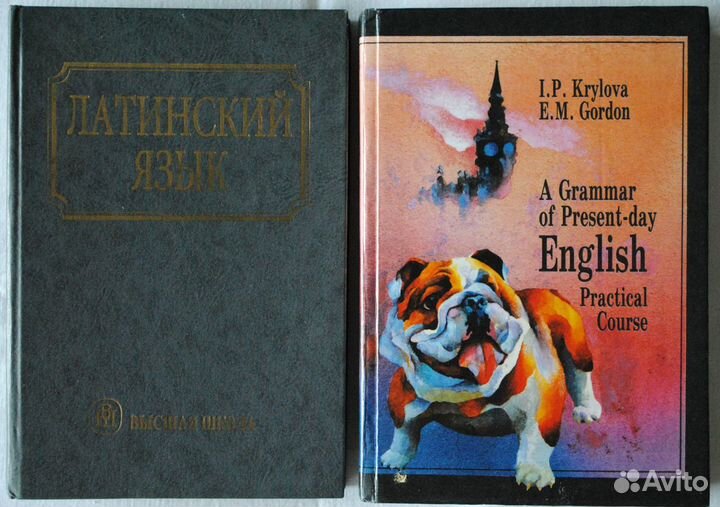 ЛАТИНСКИЙ
ЯЗЫК
ВЫСШАЯ ШКОЛА
I.P. Krylova
E.M. Gordon
A Grammar
of Present-day
English
Practical
Course
Avito